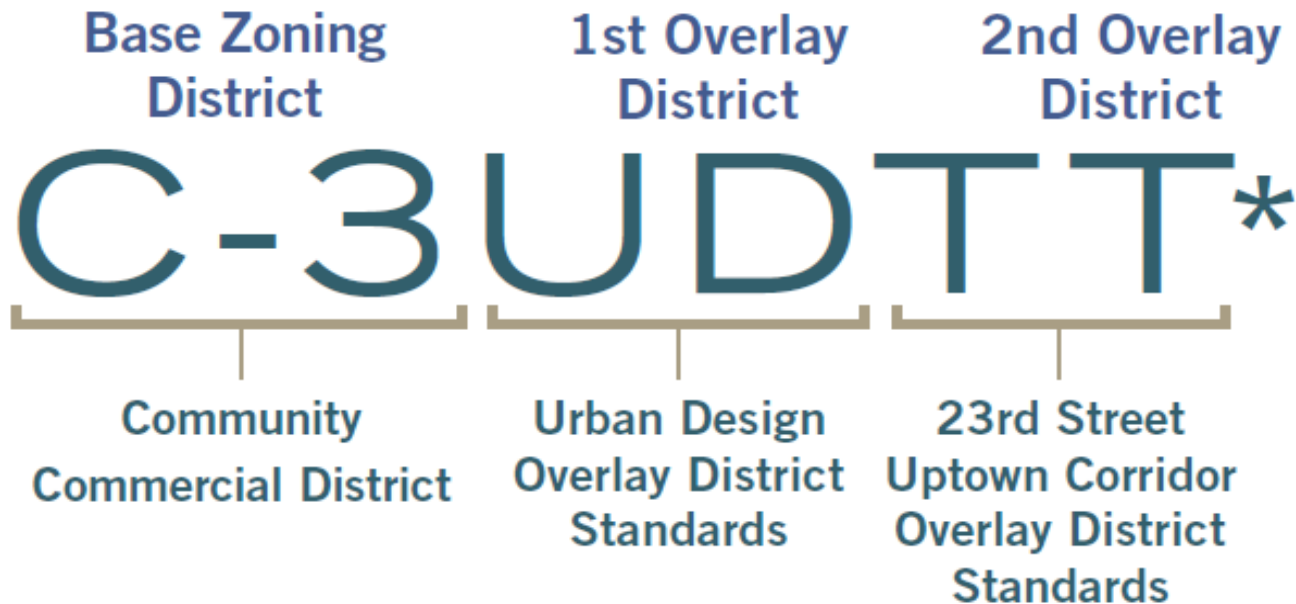 Base Zoning
District
1st Overlay
District
2nd Overlay
District
C-3UDTT*
Community
Commercial District
Urban Design
Overlay District
Standards
23rd Street
Uptown Corridor
Overlay District
Standards